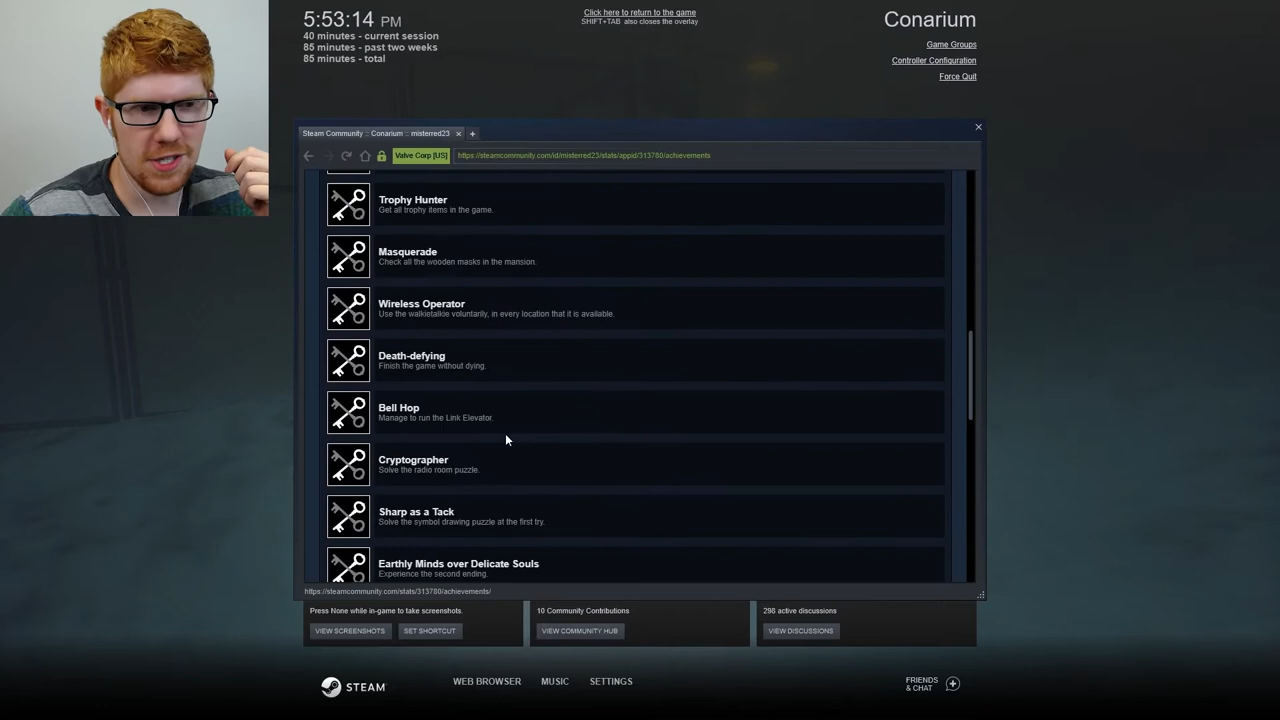 5:53:14 PM
40 minutes - current session
85 minutes - past two weeks
85 minutes - total
Click here to return to the game
SHIFT+TAB also closes the overlay
Conarium
Game Groups
Controller Configuration
Force Quit
Steam Community :: Conarium :: misterred23
Valve Corp [US]
https://steamcommunity.com/id/misterred23/stats/appid/313780/achievements
Trophy Hunter
Get all trophy items in the game.
Masquerade
Check all the wooden masks in the mansion.
Wireless Operator
Use the walkietalkie voluntarily, in every location that it is available.
Death-defying
Finish the game without dying.
Bell Hop
Manage to run the Link Elevator.
Cryptographer
Solve the radio room puzzle.
Sharp as a Tack
Solve the symbol drawing puzzle at the first try.
Earthly Minds over Delicate Souls
Experience the second ending.
https://steamcommunity.com/stats/313780/achievements/
Press None while in-game to take screenshots.
VIEW SCREENSHOTS
SET SHORTCUT
10 Community Contributions
VIEW COMMUNITY HUB
298 active discussions
VIEW DISCUSSIONS
STEAM
WEB BROWSER
MUSIC
SETTINGS
FRIENDS
& CHAT